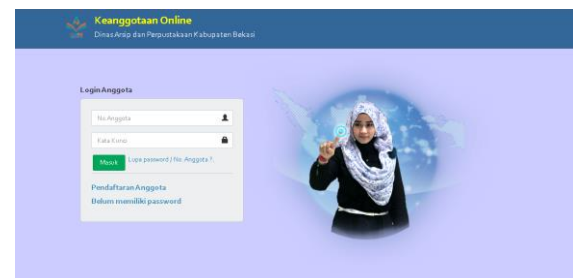 Keanggotaan Online
Dinas Arsip dan Perpustakaan Kabupaten Bekasi
Login Anggota
No Anggota
Kata Kunci
Masuk
Lupa password / No. Anggota ?.
Pendaftaran Anggota
Belum memiliki password